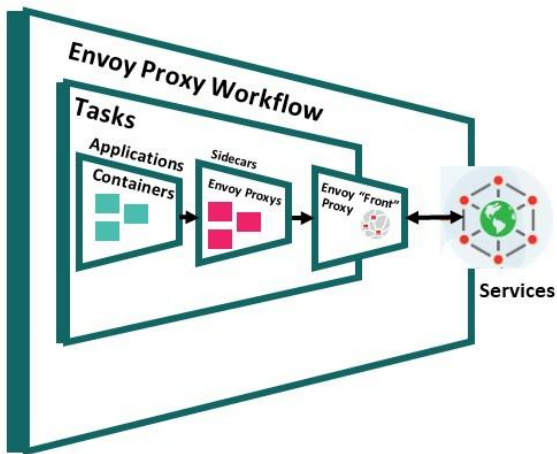 Envoy Proxy Workflow
Tasks
Applications
Containers
Sidecars
Envoy Proxys
Envoy "Front"
Proxy
Services